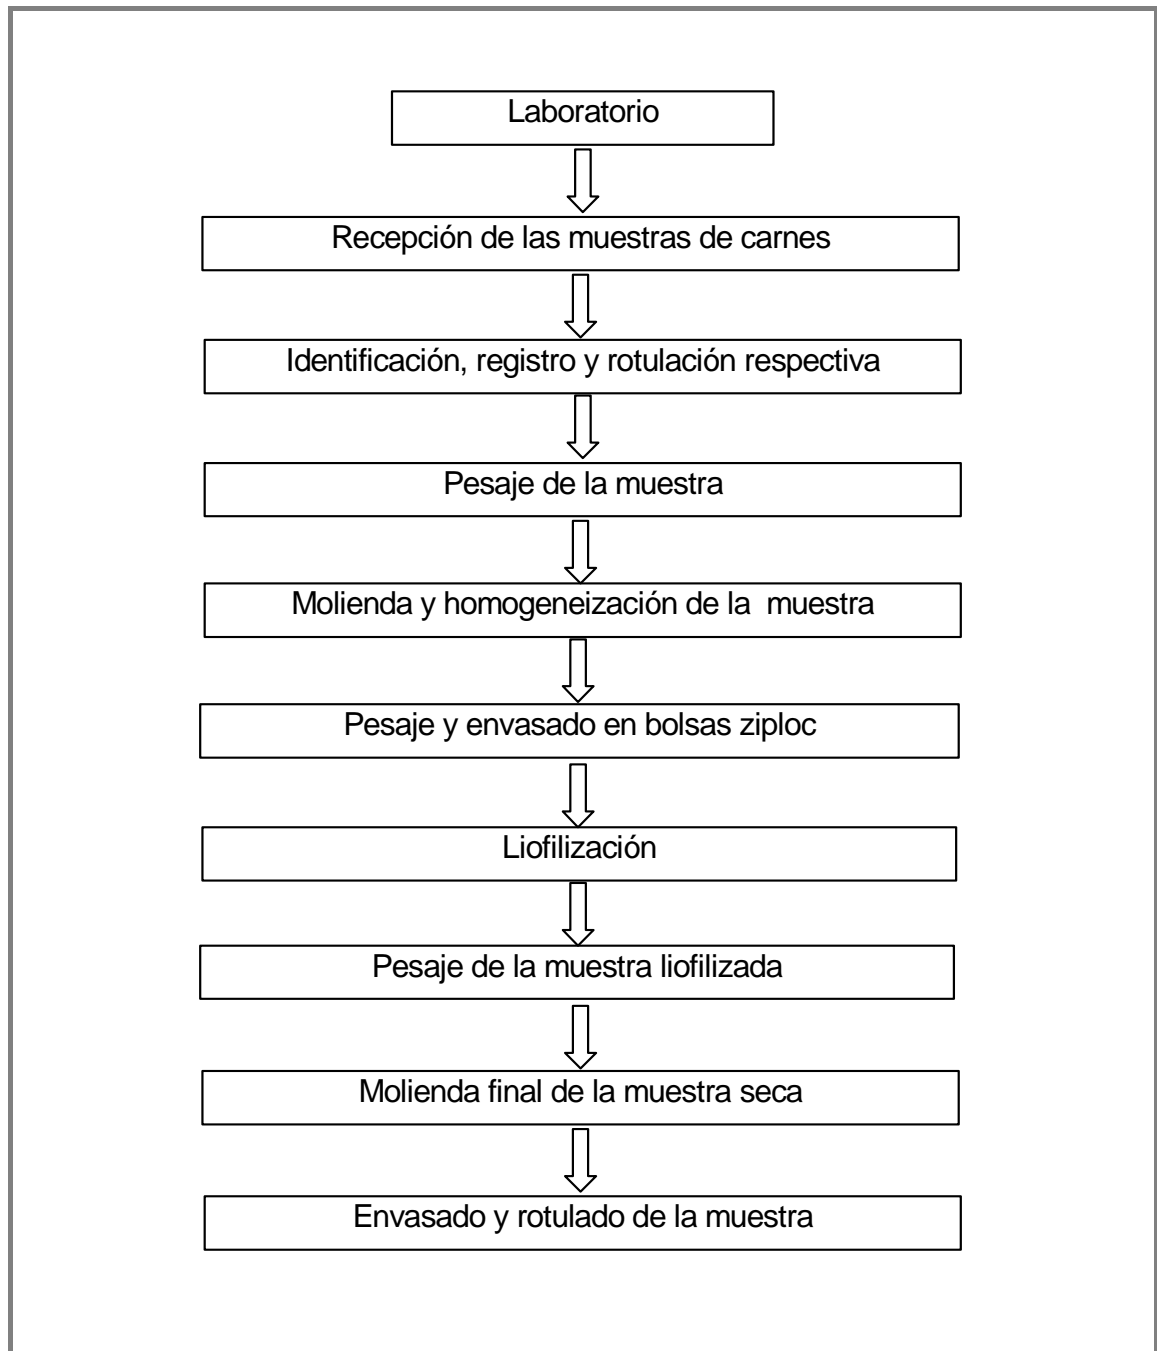 Laboratorio
Recepción de las muestras de carnes
Identificación, registro y rotulación respectiva
Pesaje de la muestra
Molienda y homogeneización de la  muestra
Pesaje y envasado en bolsas ziploc
Liofilización
Pesaje de la muestra liofilizada
Molienda final de la muestra seca
Envasado y rotulado de la muestra